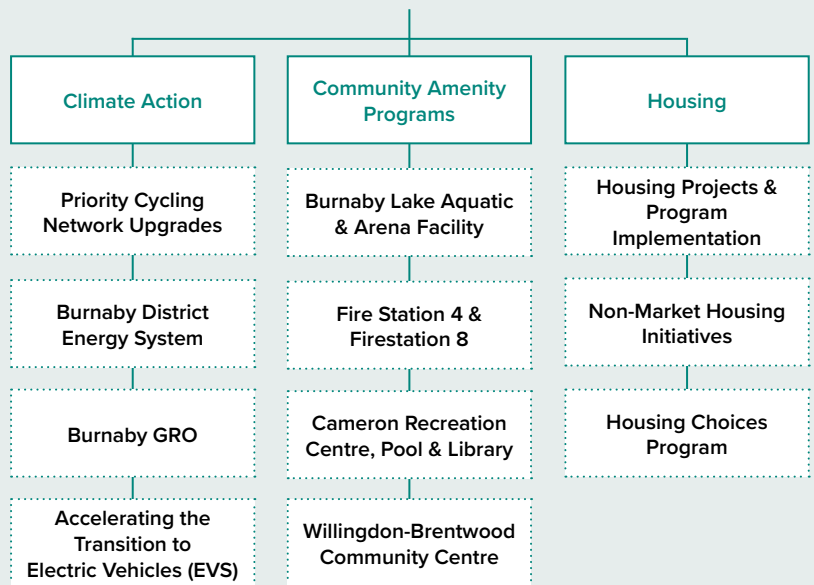 Climate Action
Priority Cycling
Network Upgrades
Burnaby District
Energy System
Burnaby GRO
Accelerating the
Transition to
Electric Vehicles (EVS)
Community Amenity
Programs
Burnaby Lake Aquatic
& Arena Facility
Fire Station 4 &
Firestation 8
Cameron Recreation
Centre, Pool & Library
Willingdon-Brentwood
Community Centre
Housing
Housing Projects &
Program
Implementation
Non-Market Housing
Initiatives
Housing Choices
Program